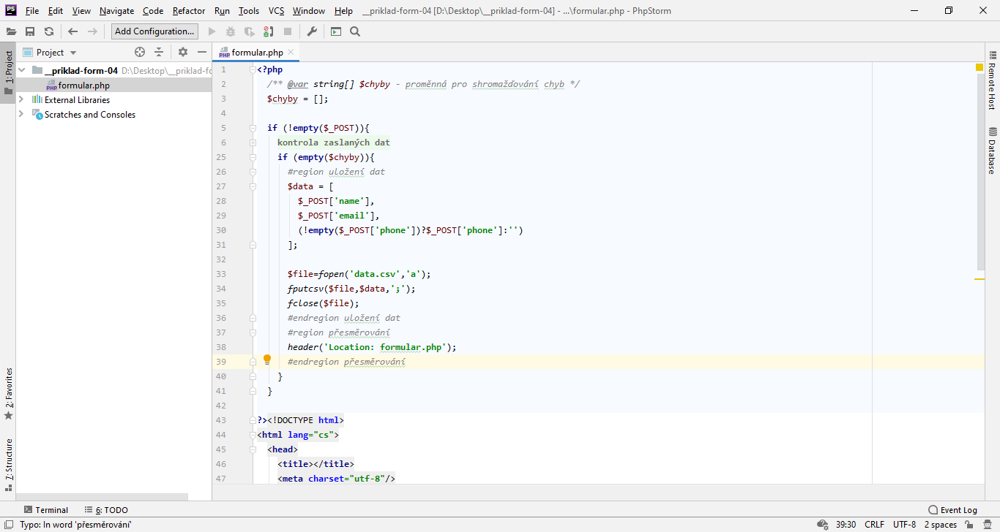 PS File Edit View Navigate Code Refactor Run Tools VCS Window Help __priklad-form-04 [D:\Desktop\__priklad-form-04] - ...\formular.php - PhpStorm
Add Configuration...
1: Project
Project
formular.php
__priklad-form-04 D:\Desktop\__priklad-fo
formular.php
External Libraries
Scratches and Consoles
2: Favorites
7: Structure
1 <?php
2 /** @var string[] $chyby - proměnná pro shromažďování chyb */
3 $chyby = [];
4
5 if (!empty($_POST)){
6 kontrola zaslaných dat
25 if (empty($chyby)){
26 #region uložení dat
27 $data = [
28 $_POST['name'],
29 $_POST['email'],
30 (!empty($_POST['phone'])?$_POST['phone']:'')
31 ];
32
33 $file=fopen('data.csv','a');
34 fputcsv($file,$data,';');
35 fclose($file);
36 #endregion uložení dat
37 #region přesměrování
38 header('Location: formular.php');
39 #endregion přesměrování
40 }
41 }
42
43 ?><!DOCTYPE html>
44 <html lang="cs">
45 <head>
46 <title></title>
47 <meta charset="utf-8"/>
Remote Host
Database
Terminal 6: TODO Event Log
Typo: In word 'přesměrování' 39:30 CRLF UTF-8 2 spaces